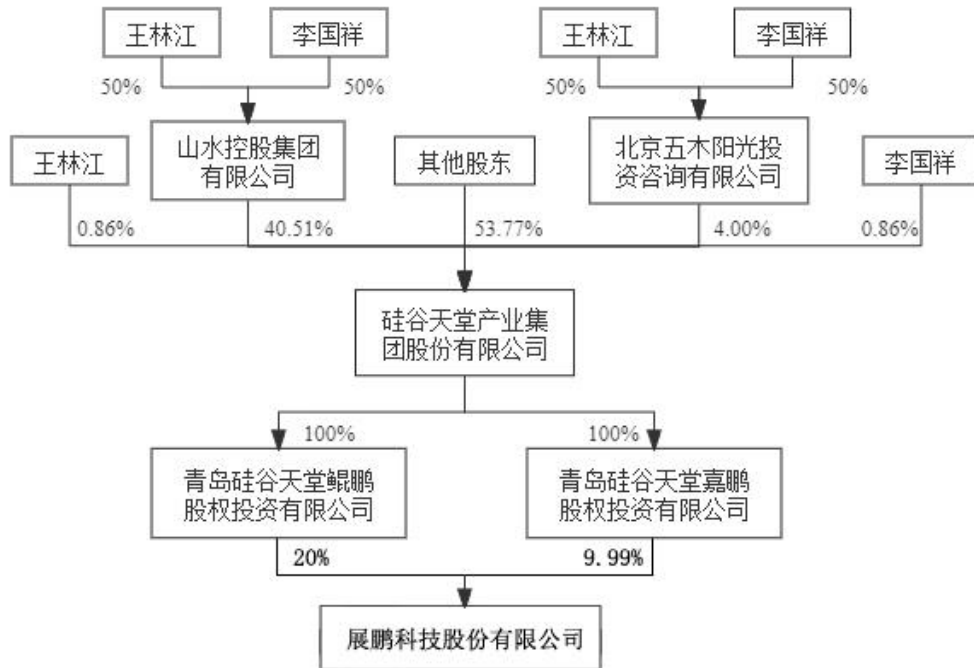 王林江
李国祥
王林江
李国祥
50%
50%
50%
50%
王林江
山水控股集团
有限公司
其他股东
北京五木阳光投
资咨询有限公司
李国祥
0.86%
40.51%
53.77%
4.00%
0.86%
硅谷天堂产业集
团股份有限公司
100%
100%
青岛硅谷天堂鲲鹏
股权投资有限公司
青岛硅谷天堂嘉鹏
股权投资有限公司
20%
9.99%
展鹏科技股份有限公司